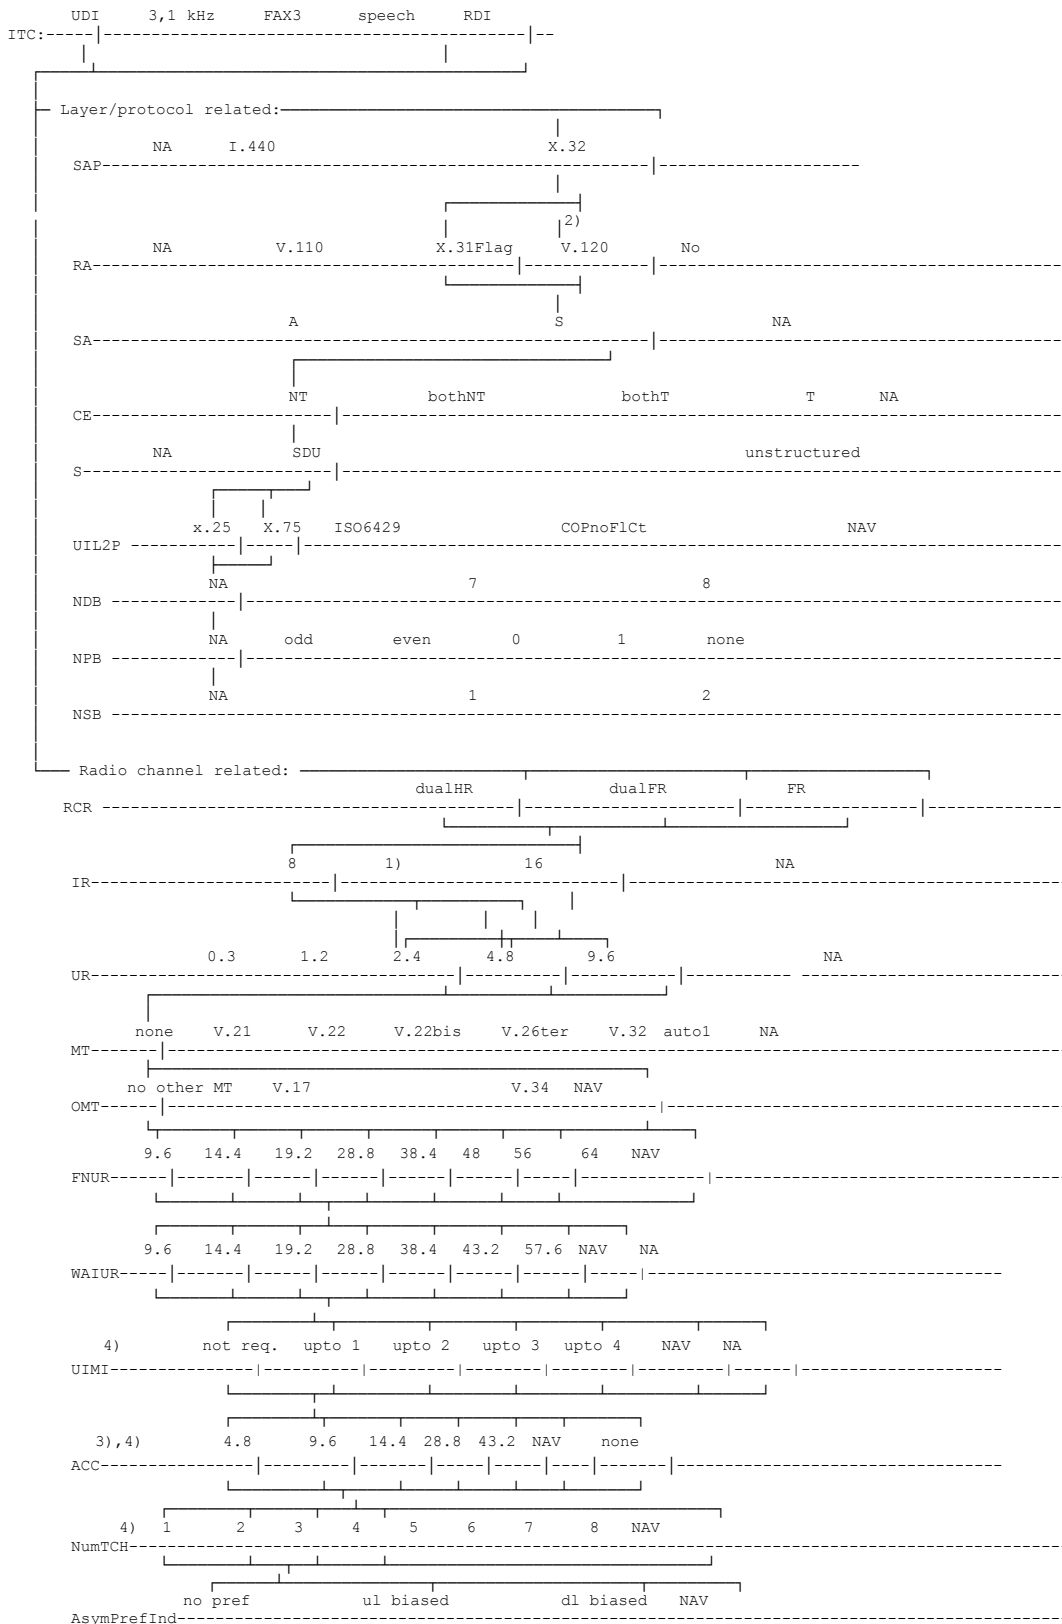 UDI 3,1 kHz FAX3 speech RDI
ITC:
Layer/protocol related:
NA I.440 X.32
SAP
2)
NA V.110 X.31Flag V.120 No
RA
A S NA
SA
NT bothNT bothT T NA
CE
NA SDU unstructured
S
x.25 X.75 ISO6429 COPnoFlCt NAV
UIL2P
NA 7 8
NDB
NA odd even 0 1 none
NPB
NA 1 2
NSB
Radio channel related:
dualHR dualFR FR
RCR
8 1) 16 NA
IR
0.3 1.2 2.4 4.8 9.6 NA
UR
none V.21 V.22 V.22bis V.26ter V.32 auto1 NA
MT
no other MT V.17 V.34 NAV
OMT
9.6 14.4 19.2 28.8 38.4 48 56 64 NAV
FNUR
9.6 14.4 19.2 28.8 38.4 43.2 57.6 NAV NA
WAIUR
4) not req. upto 1 upto 2 upto 3 upto 4 NAV NA
UIMI
3),4) 4.8 9.6 14.4 28.8 43.2 NAV none
ACC
4) 1 2 3 4 5 6 7 8 NAV
NumTCH
no pref ul biased dl biased NAV
AsymPrefInd